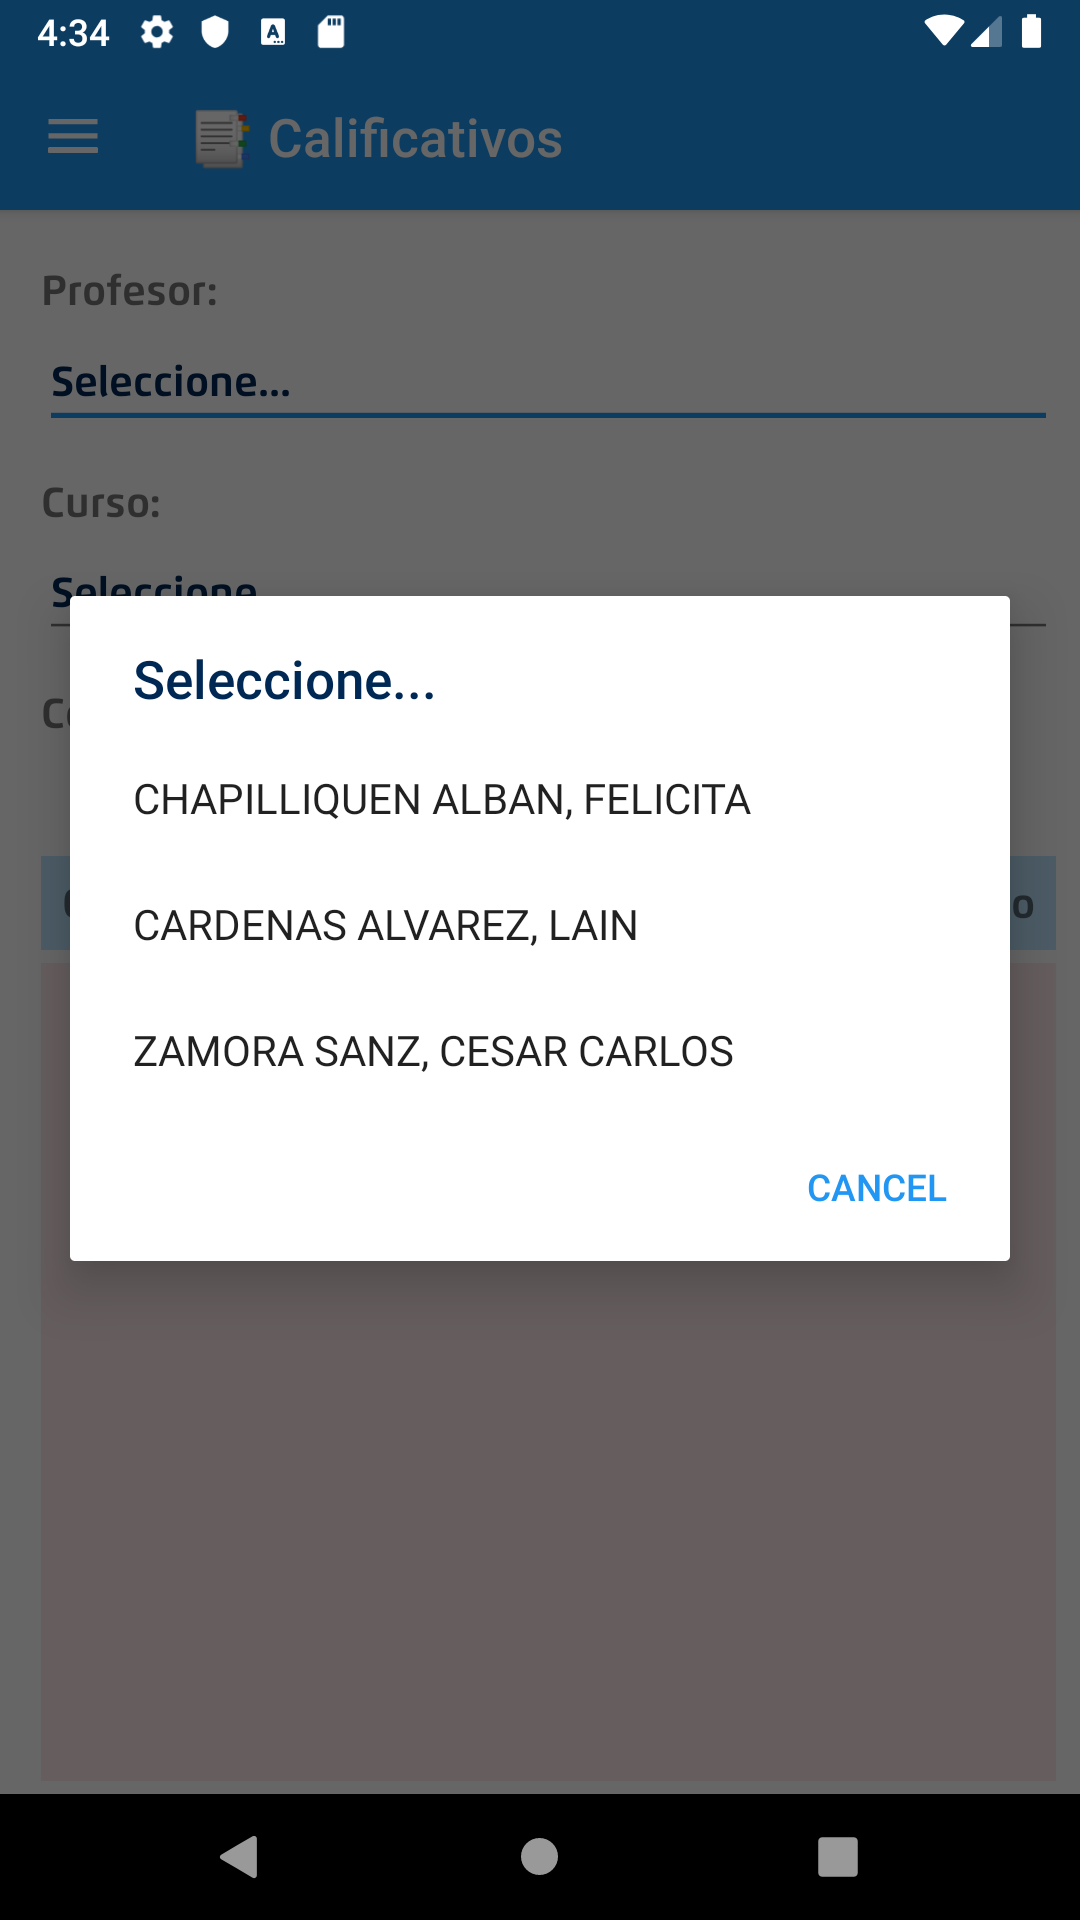 4:34
Calificativos
Profesor:
Seleccione...
Curso:
Seleccione
Seleccione...
CHAPILLIQUEN ALBAN, FELICITA
CARDENAS ALVAREZ, LAIN
ZAMORA SANZ, CESAR CARLOS
CANCEL